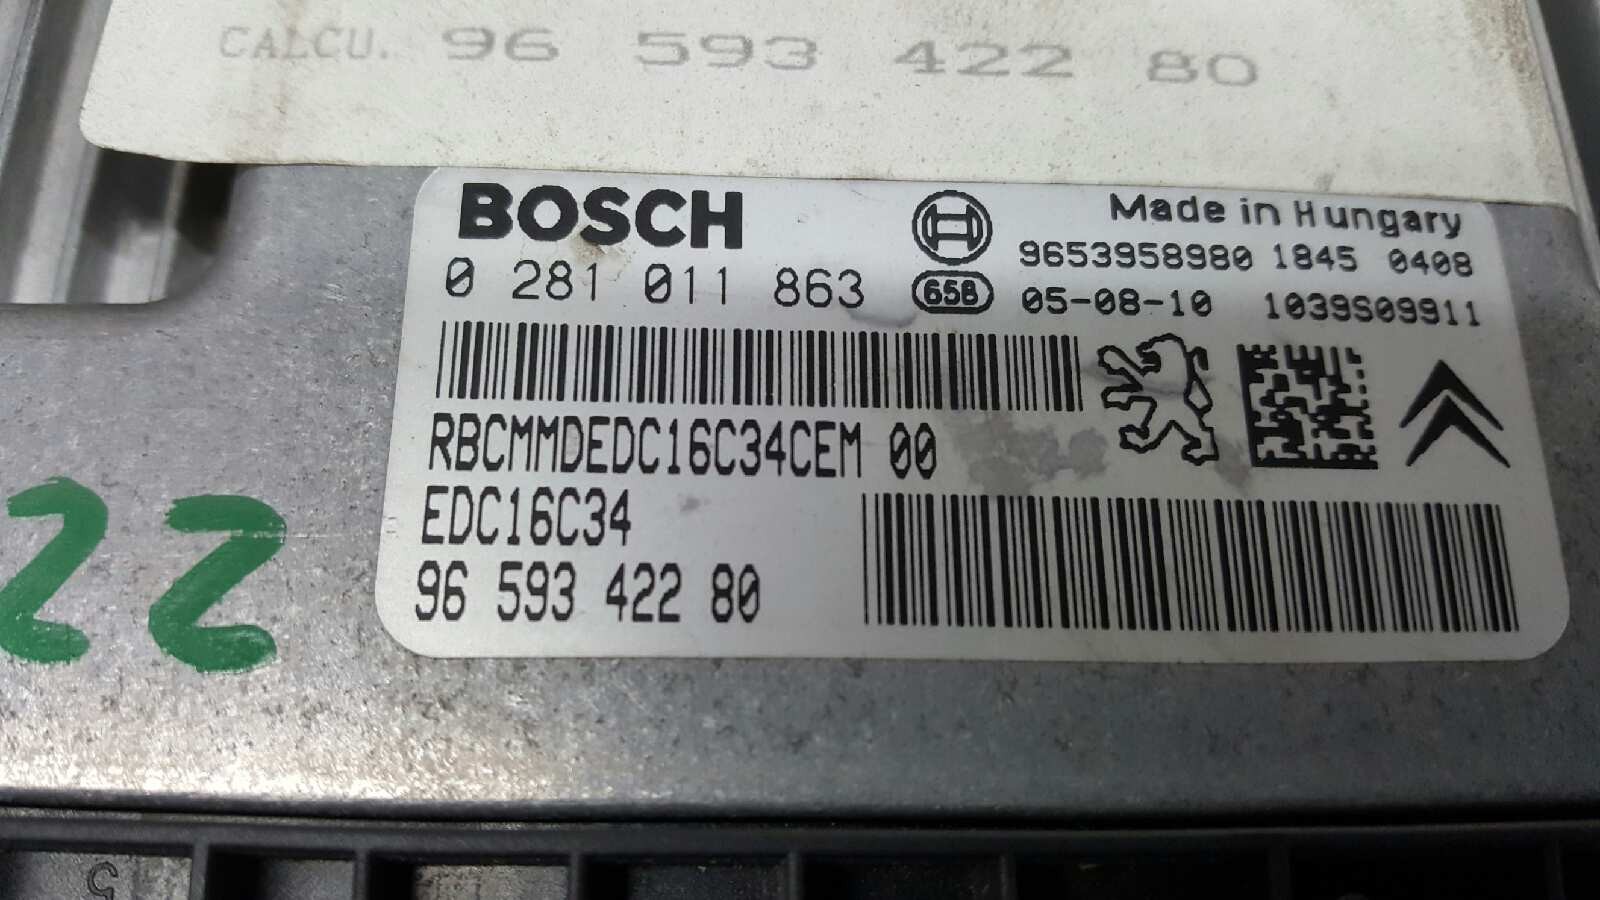 CALCU. 96 593 422 80
BOSCH
Made in Hungary
9653958980 1845 0408
0 281 011 863
658
05-08-10 1039S09911
RBCMMDEDC16C34CEM 00
EDC16C34
96 593 422 80
22
5